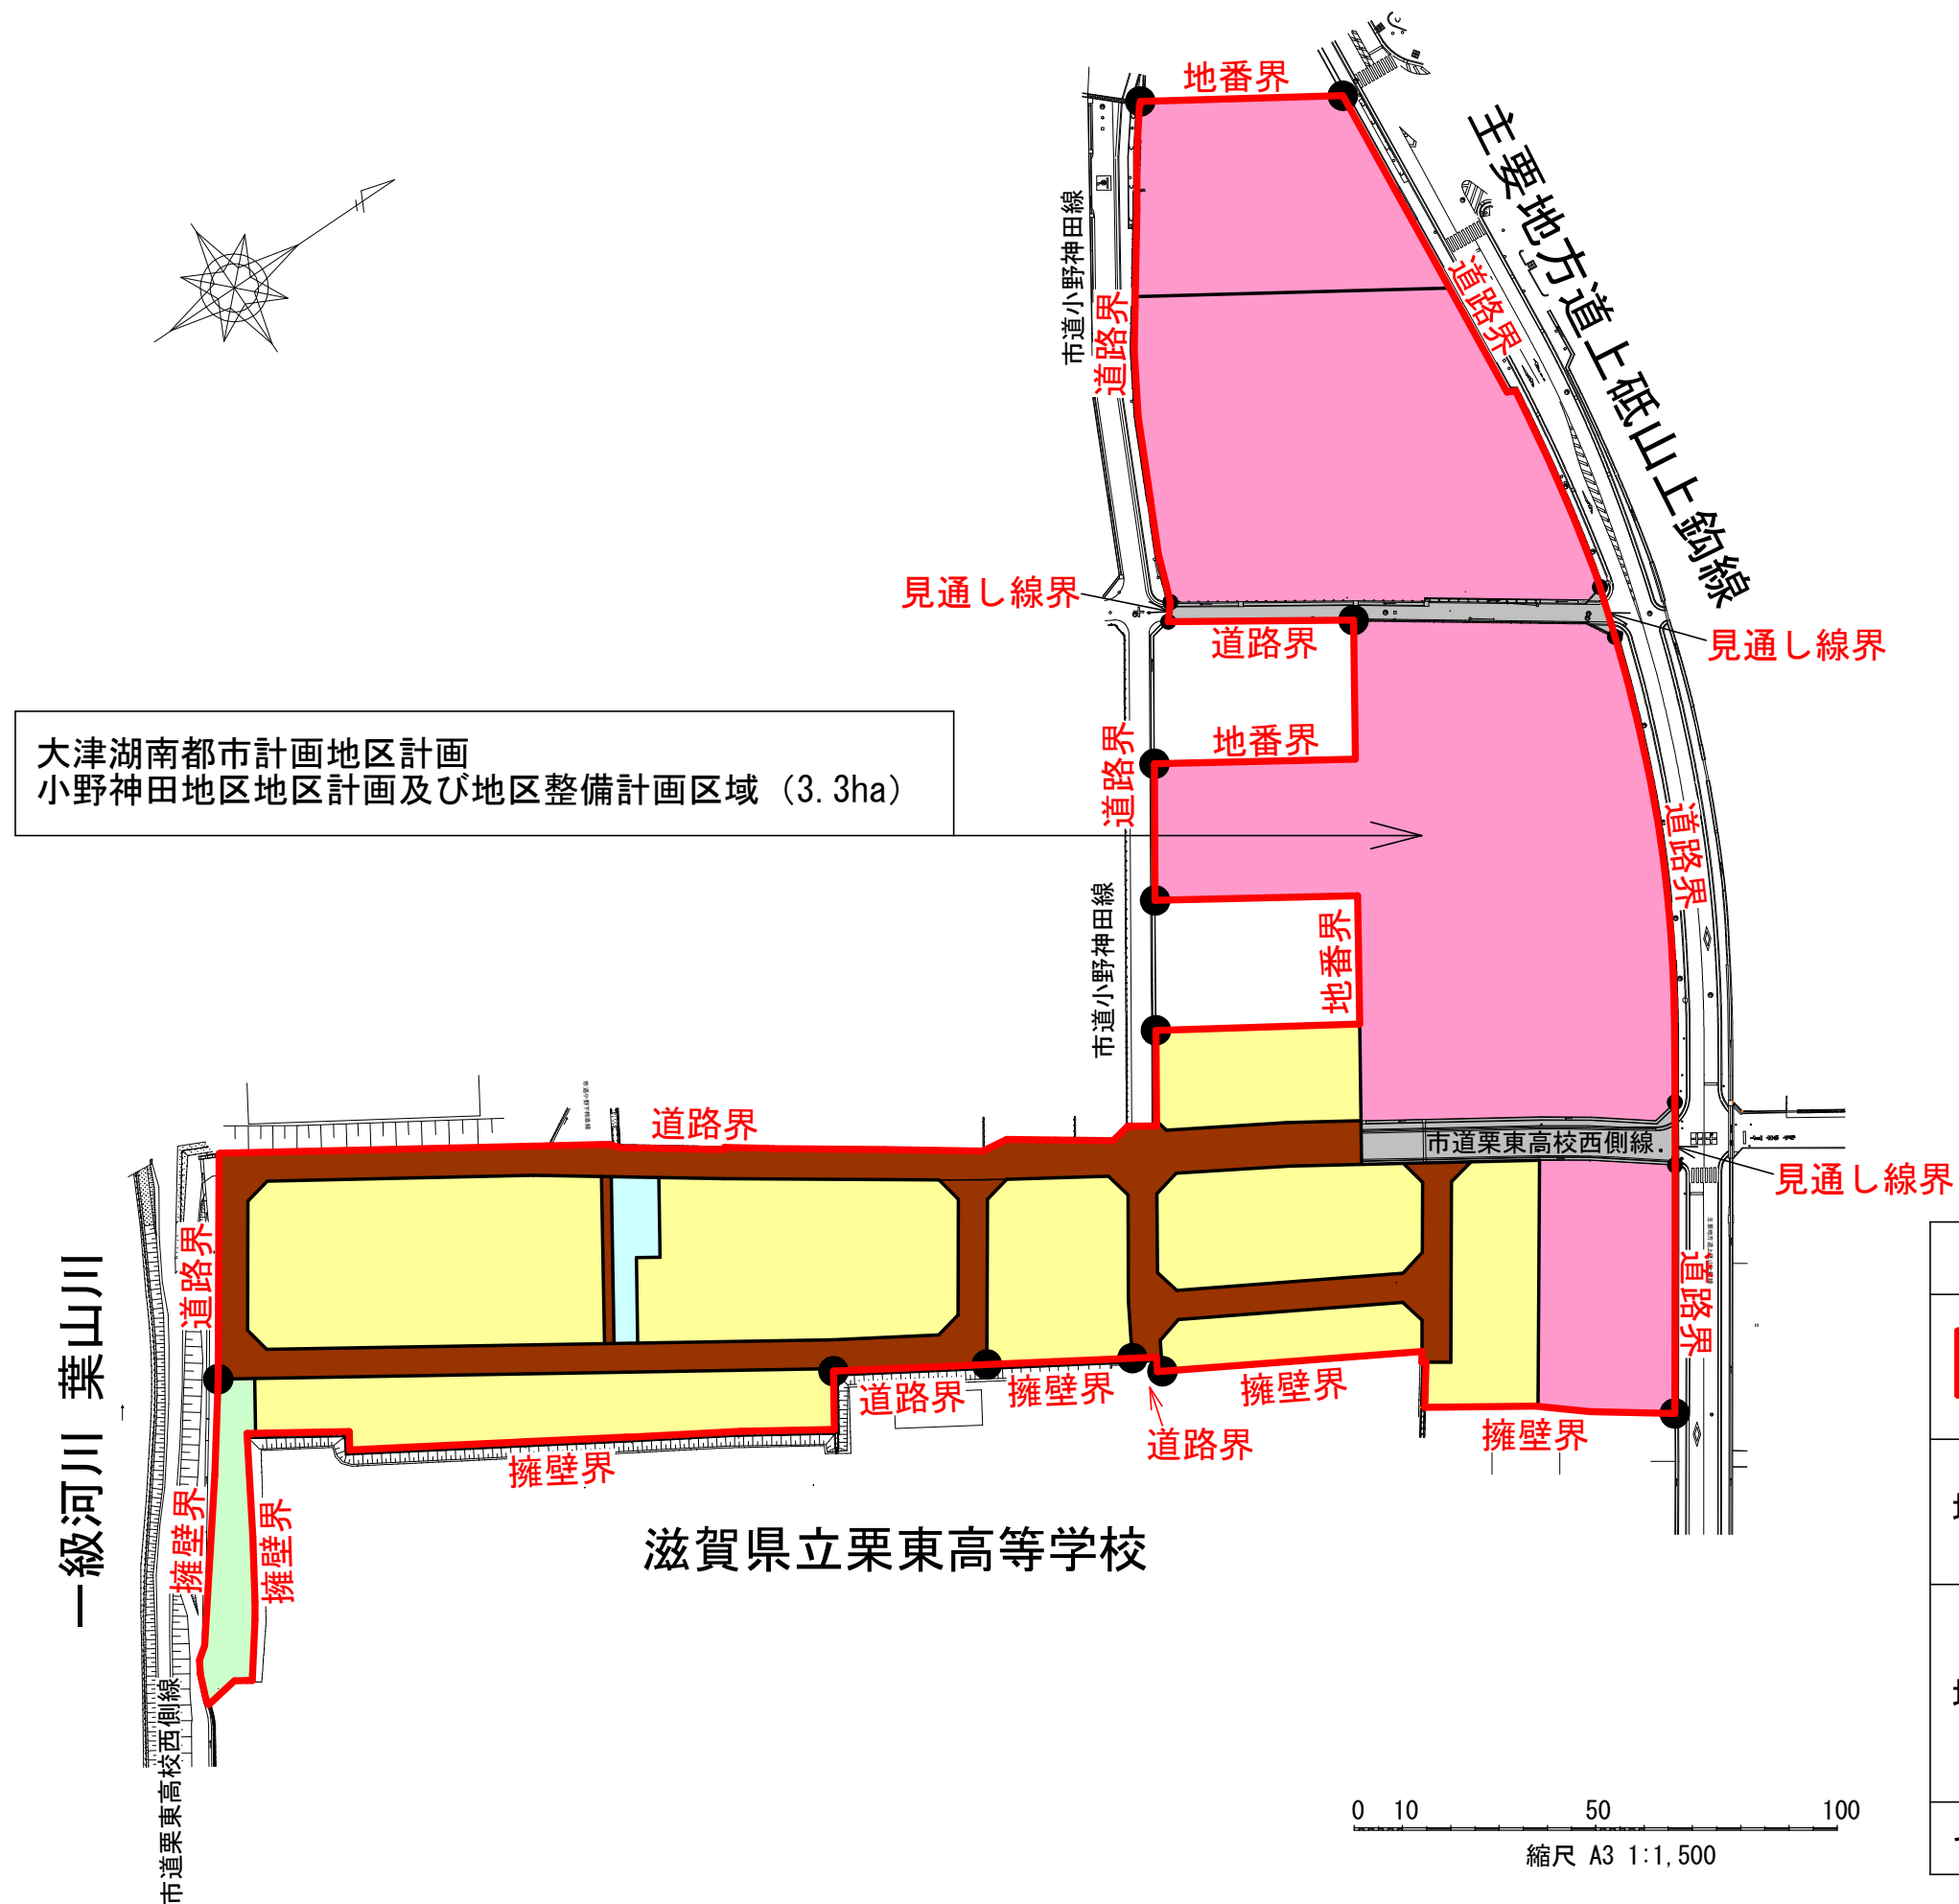 地番界
主要地方道上砥山上鈎線
市道小野神田線
道路界
道路界
見通し線界
道路界
見通し線界
大津湖南都市計画地区計画
小野神田地区地区計画及び地区整備計画区域（3.3ha）
地番界
道路界
道路界
地番界
市道小野神田線
道路界
市道栗東高校西側線
見通し線界
道路界
道路界
一級河川 葉山川
道路界
擁壁界
擁壁界
道路界
擁壁界
擁壁界
擁壁界
擁壁界
滋賀県立栗東高等学校
市道栗東高校西側線
0 10 50 100
縮尺 A3 1:1,500